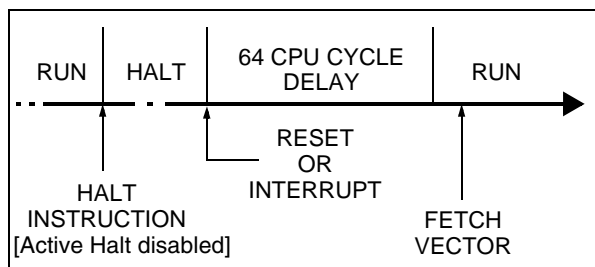 RUN
HALT
64 CPU CYCLE
DELAY
RUN
RESET
OR
INTERRUPT
HALT
INSTRUCTION
[Active Halt disabled]
FETCH
VECTOR